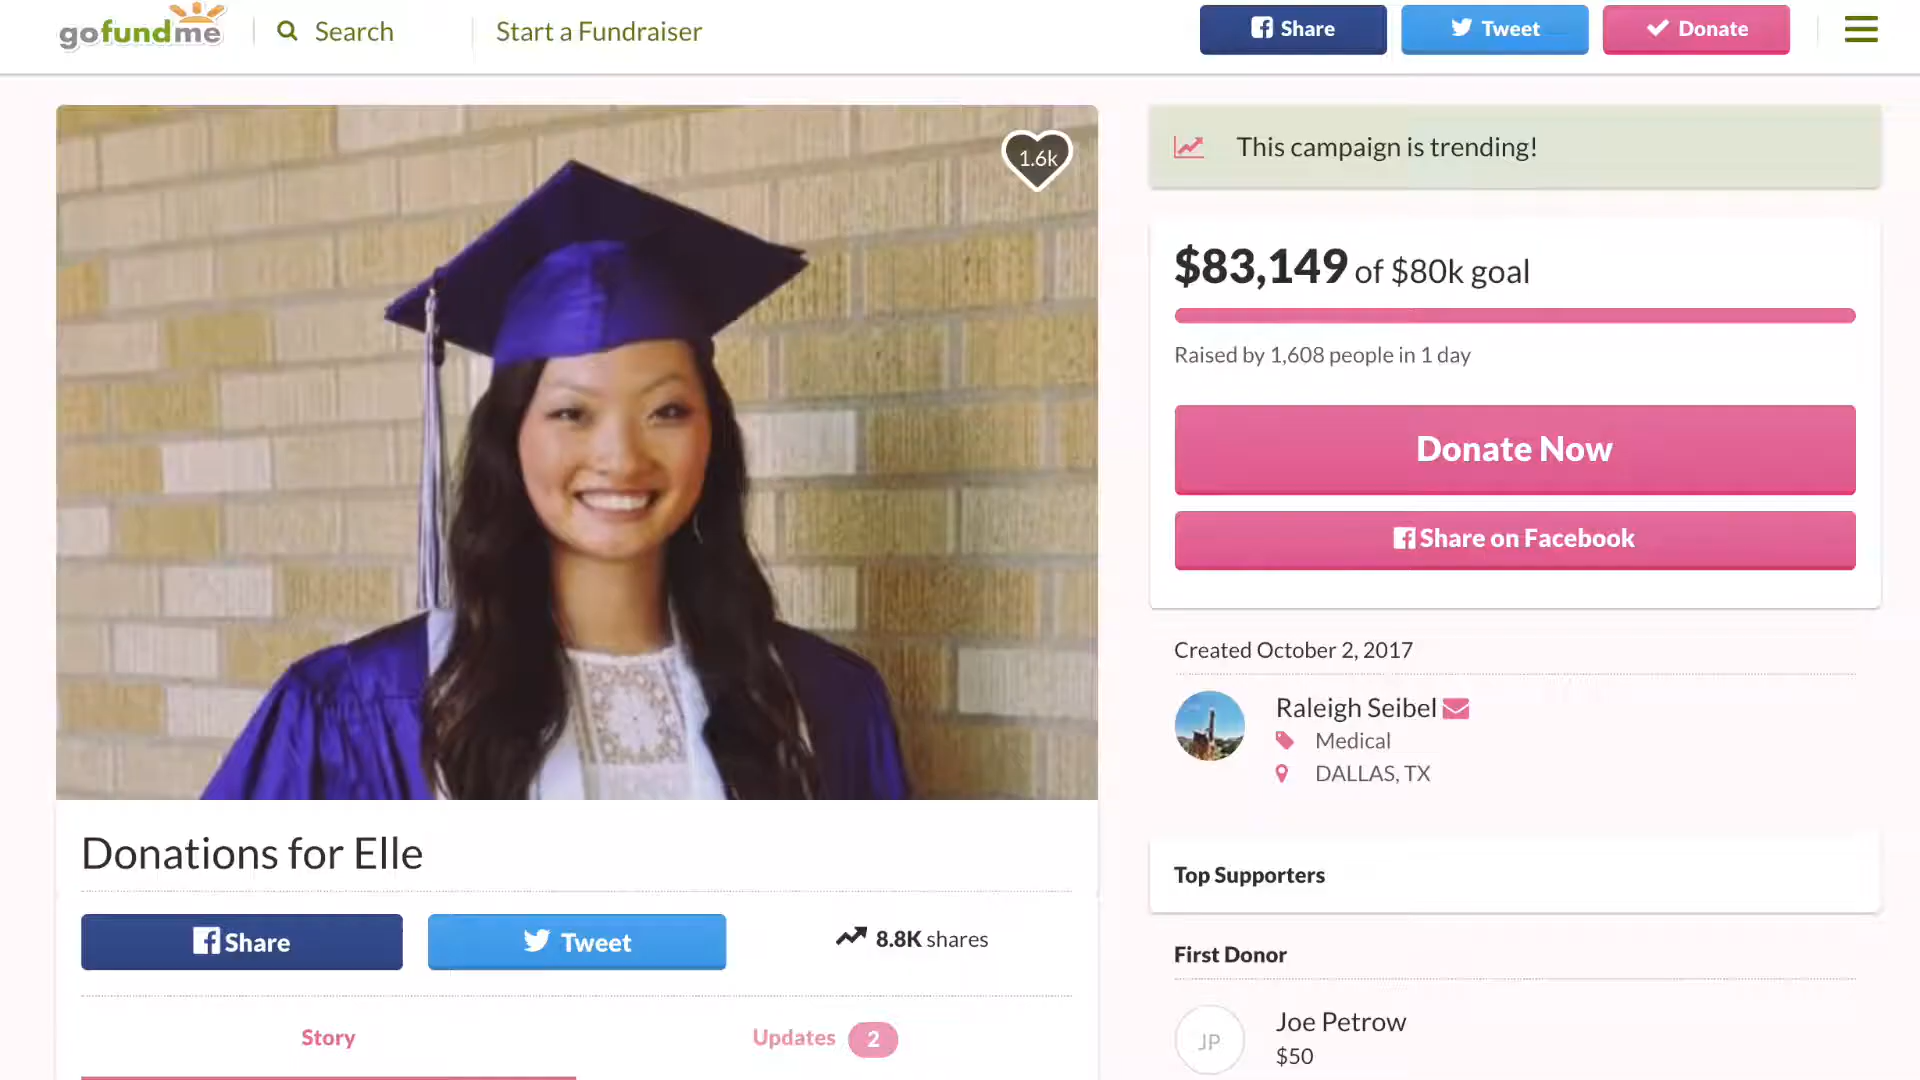 gofundme
Search
Start a Fundraiser
Share
Tweet
Donate
1.6k
This campaign is trending!
$83,149 of $80k goal
Raised by 1,608 people in 1 day
Donate Now
Share on Facebook
Created October 2, 2017
Raleigh Seibel
Medical
DALLAS, TX
Donations for Elle
Share
Tweet
8.8K shares
Story
Updates 2
Top Supporters
First Donor
JP
Joe Petrow
$50